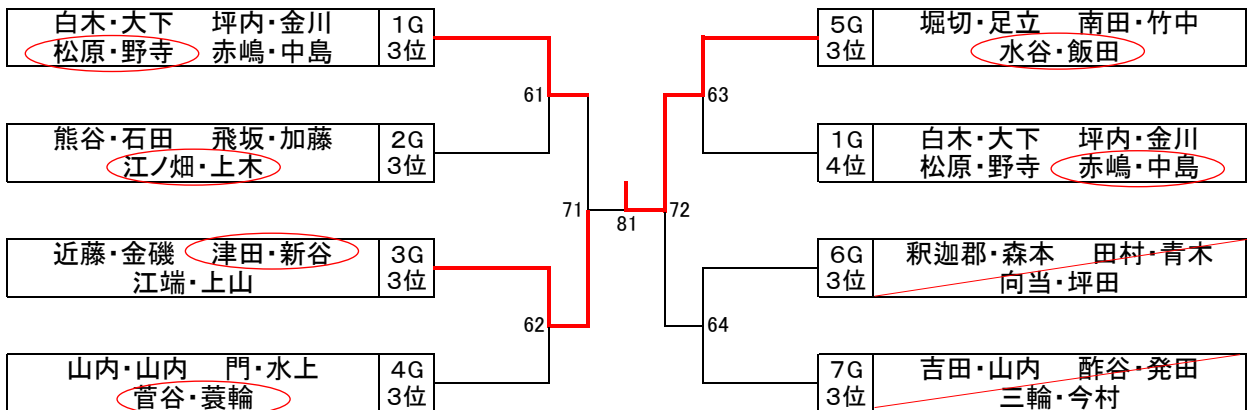 白木・大下 坪内・金川 1G
松原・野寺 赤嶋・中島 3位
61
熊谷・石田 飛坂・加藤 2G
江ノ畑・上木 3位
71
近藤・金磯 津田・新谷 3G
江端・上山 3位
62
山内・山内 門・水上 4G
菅谷・蓑輪 3位
81
5G 堀切・足立 南田・竹中
3位 水谷・飯田
63
1G 白木・大下 坪内・金川
4位 松原・野寺 赤嶋・中島
72
6G 釈迦郡・森本 田村・青木
3位 向当・坪田
64
7G 吉田・山内 酢谷・発田
3位 三輪・今村